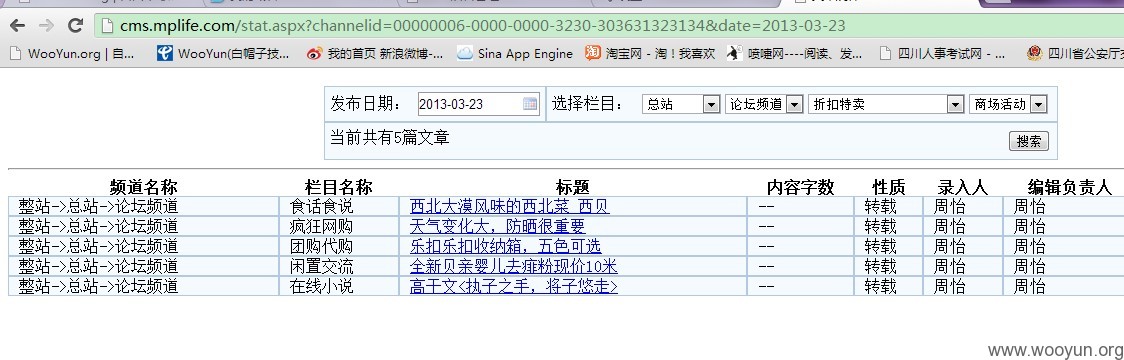 cms.mplife.com/stat.aspx?channelid=00000006-0000-0000-3230-303631323134&date=2013-03-23
WooYun.org | 自... WooYun(白帽子技... 我的首页 新浪微博-... Sina App Engine 淘宝网 - 淘！我喜欢 喷嚏网----阅读、发... 四川人事考试网 - ... 四川省公安厅交
发布日期： 2013-03-23 选择栏目： 总站 论坛频道 折扣特卖 商场活动
当前共有5篇文章 搜索
频道名称 栏目名称 标题 内容字数 性质 录入人 编辑负责人
整站->总站->论坛频道 食话食说 西北大漠风味的西北菜 西贝 -- 转载 周怡 周怡
整站->总站->论坛频道 疯狂网购 天气变化大，防晒很重要 -- 转载 周怡 周怡
整站->总站->论坛频道 团购代购 乐扣乐扣收纳箱，五色可选 -- 转载 周怡 周怡
整站->总站->论坛频道 闲置交流 全新贝亲婴儿去痱粉现价10米 -- 转载 周怡 周怡
整站->总站->论坛频道 在线小说 高干文<执子之手，将子悠走> -- 转载 周怡 周怡
www.wooyun.org